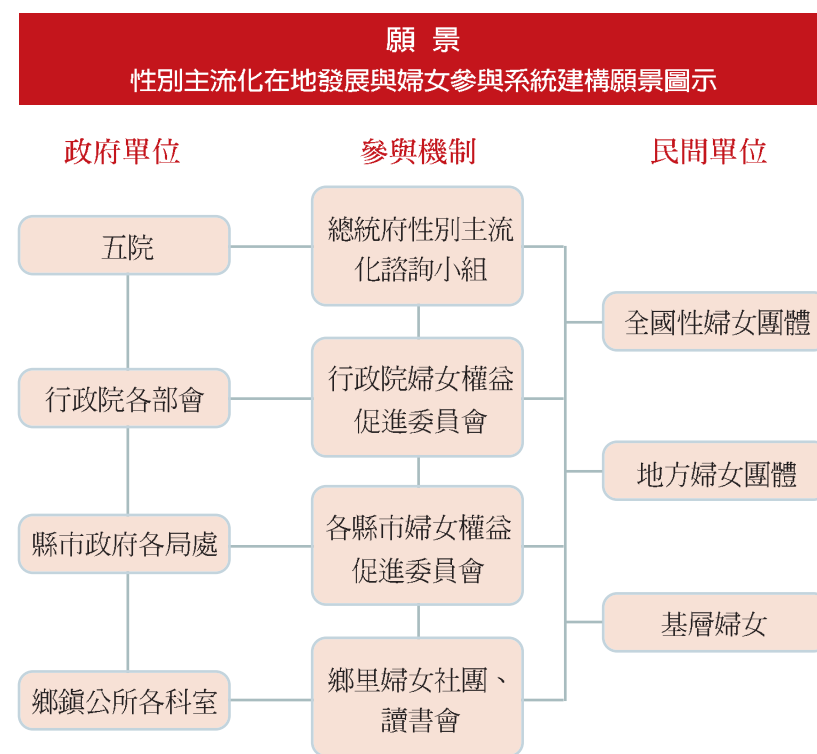 願 景
性別主流化在地發展與婦女參與系統建構願景圖示
政府單位
參與機制
民間單位
五院
總統府性別主流
化諮詢小組
全國性婦女團體
行政院各部會
行政院婦女權益
促進委員會
地方婦女團體
縣市政府各局處
各縣市婦女權益
促進委員會
基層婦女
鄉鎮公所各科室
鄉里婦女社團、
讀書會